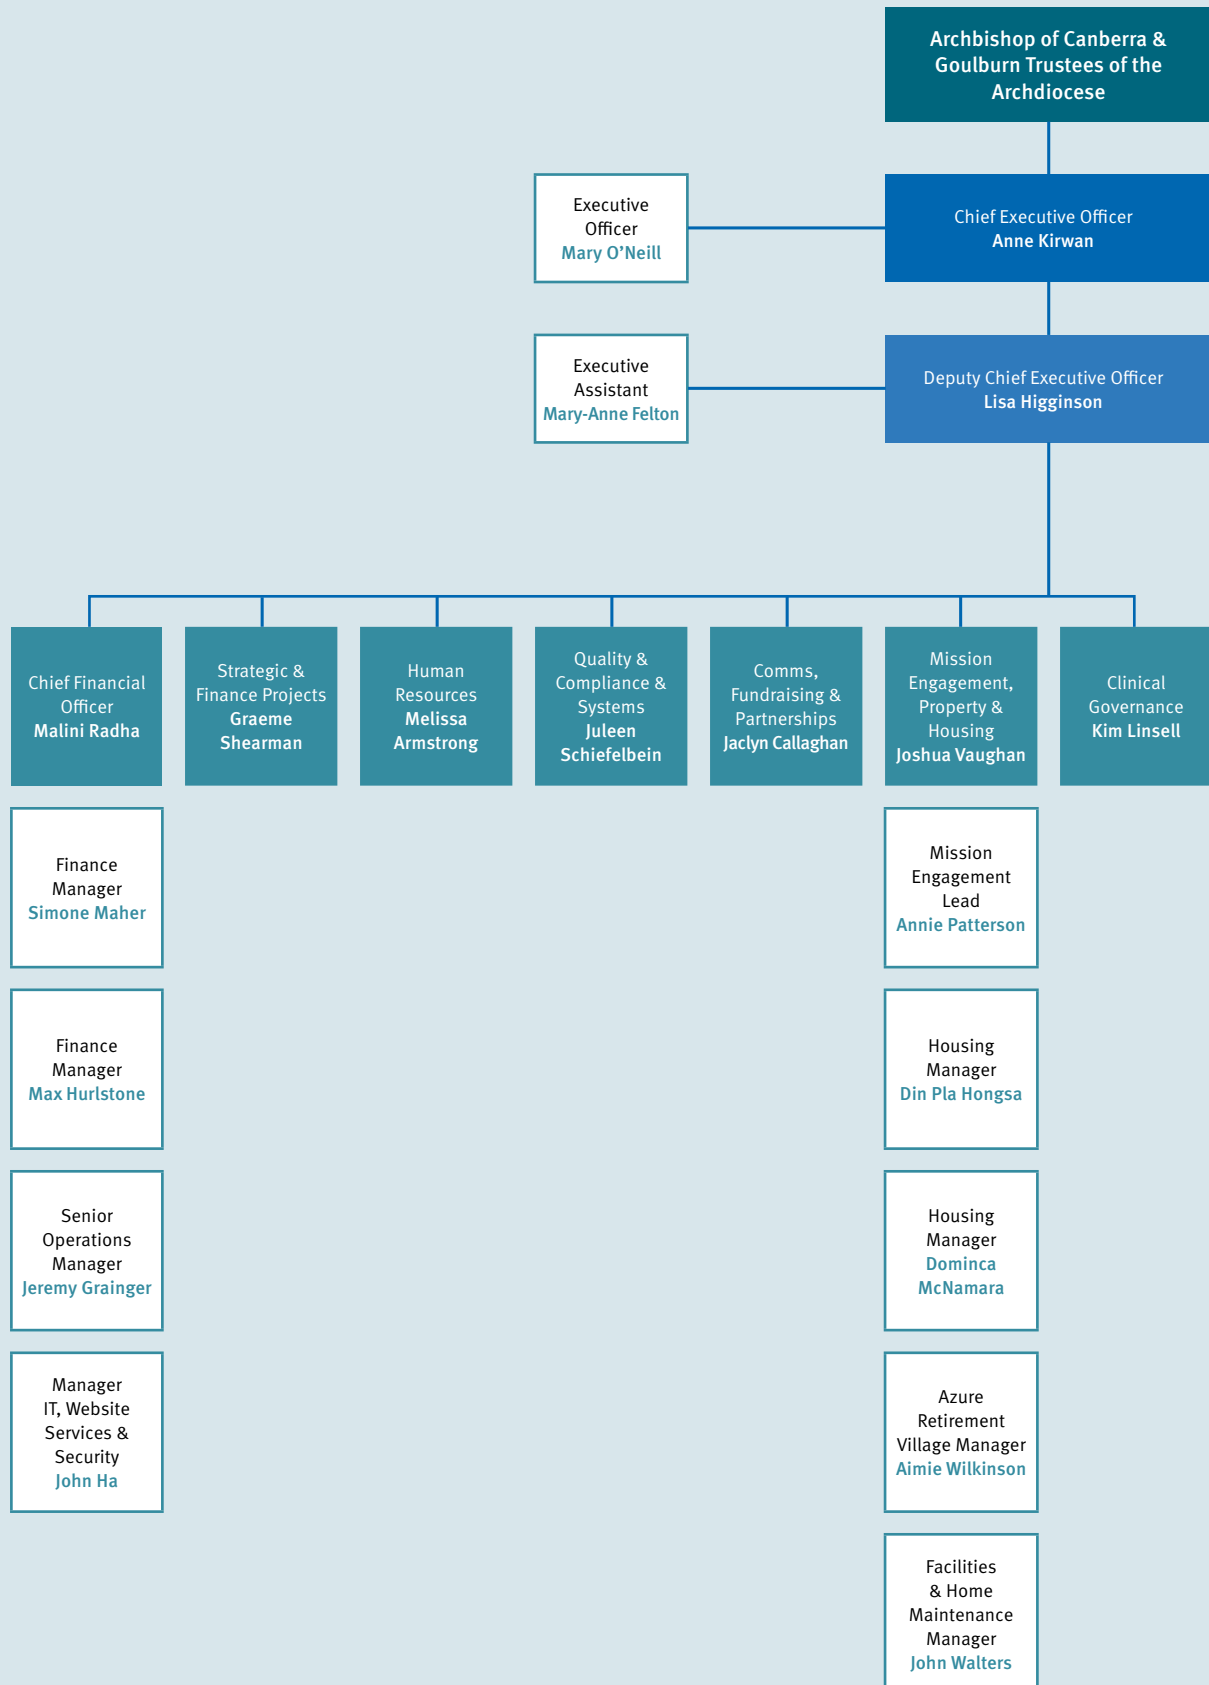 Archbishop of Canberra &
Goulburn Trustees of the
Archdiocese
Executive
Officer
Mary O’Neill
Chief Executive Officer
Anne Kirwan
Executive
Assistant
Mary-Anne Felton
Deputy Chief Executive Officer
Lisa Higginson
Chief Financial
Officer
Malini Radha
Strategic &
Finance Projects
Graeme
Shearman
Human
Resources
Melissa
Armstrong
Quality &
Compliance &
Systems
Juleen
Schiefelbein
Comms,
Fundraising &
Partnerships
Jaclyn Callaghan
Mission
Engagement,
Property &
Housing
Joshua Vaughan
Clinical
Governance
Kim Linsell
Finance
Manager
Simone Maher
Mission
Engagement
Lead
Annie Patterson
Finance
Manager
Max Hurlstone
Housing
Manager
Din Pla Hongsa
Senior
Operations
Manager
Jeremy Grainger
Housing
Manager
Dominca
McNamara
Manager
IT, Website
Services &
Security
John Ha
Azure
Retirement
Village Manager
Aimie Wilkinson
Facilities
& Home
Maintenance
Manager
John Walters